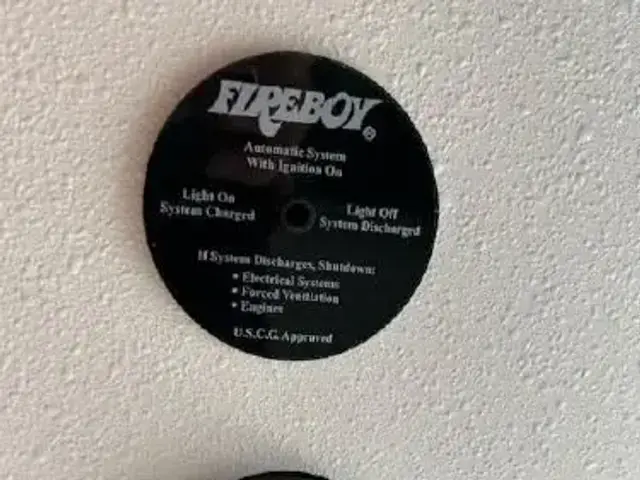 FIREBOY®
Automatic System
With Ignition On
Light On
System Charged
Light Off
System Discharged
If System Discharges, Shutdown:
• Electrical Systems
• Forced Ventilation
• Engines
U.S.C.G. Approved